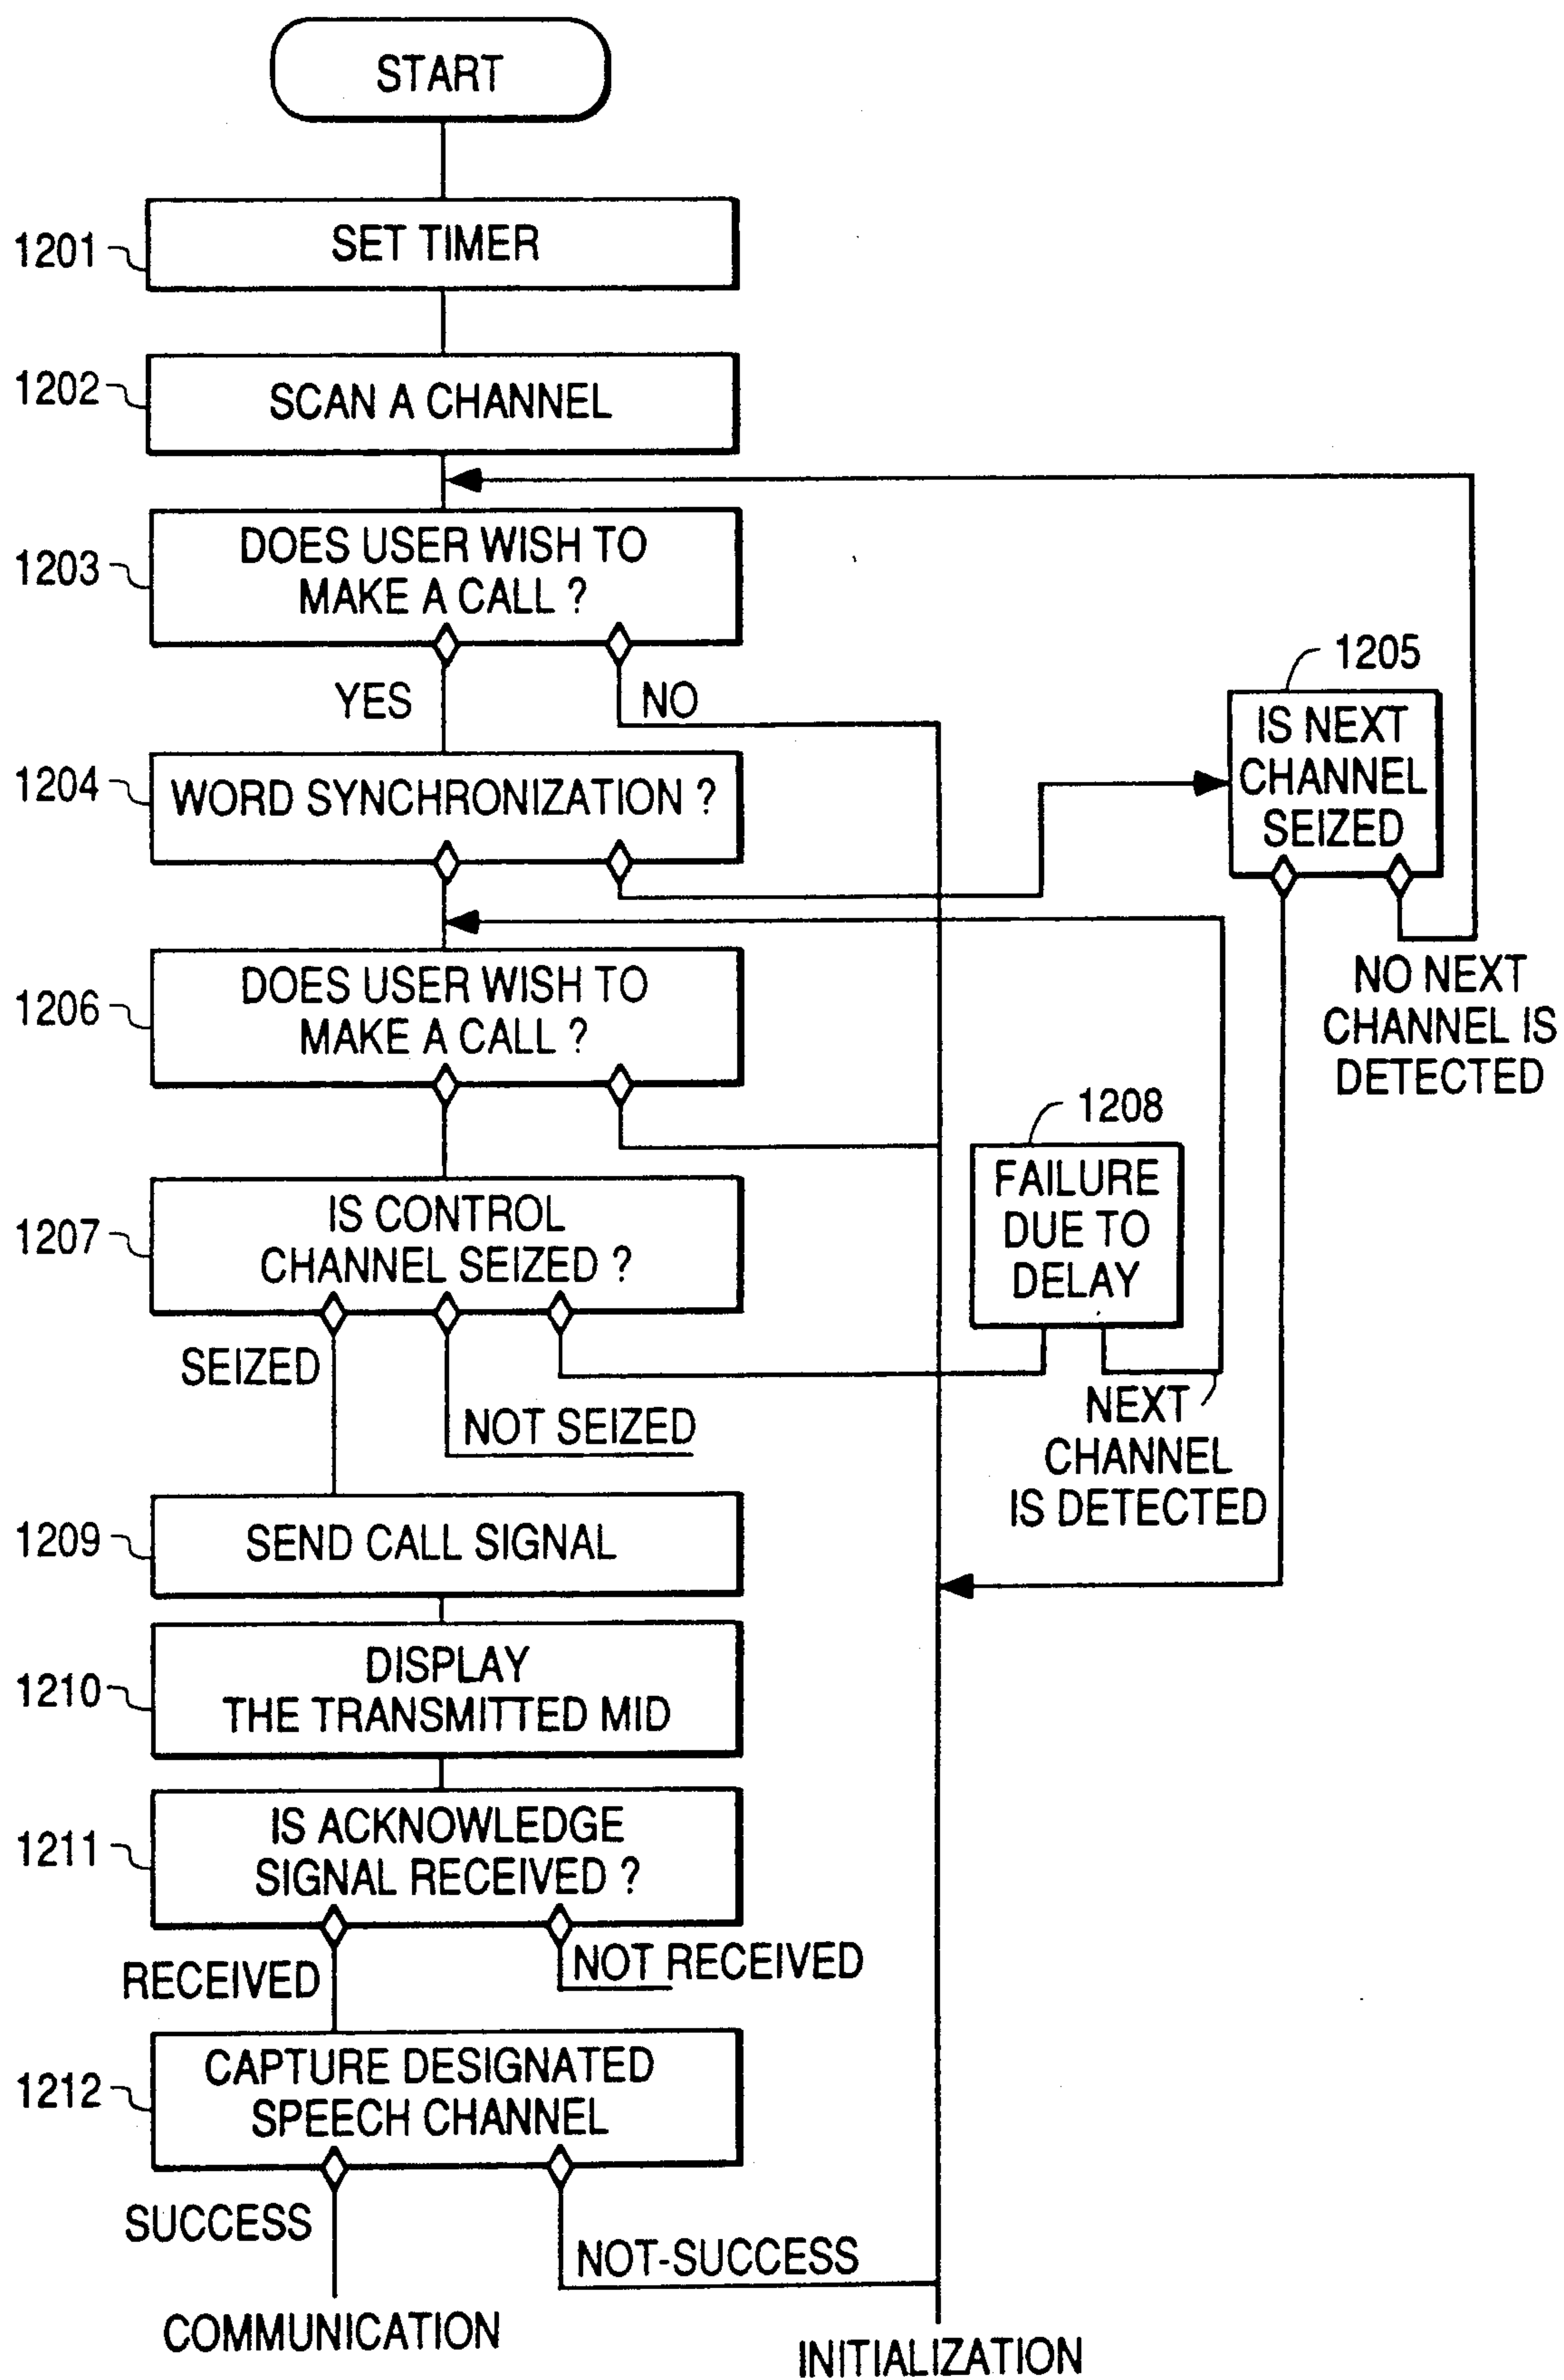 START
1201
SET TIMER
1202
SCAN A CHANNEL
1203
DOES USER WISH TO
MAKE A CALL ?
YES
NO
1204
WORD SYNCHRONIZATION ?
1205
IS NEXT
CHANNEL
SEIZED
NO NEXT
CHANNEL IS
DETECTED
1206
DOES USER WISH TO
MAKE A CALL ?
1207
IS CONTROL
CHANNEL SEIZED ?
1208
FAILURE
DUE TO
DELAY
SEIZED
NOT SEIZED
NEXT
CHANNEL
IS DETECTED
1209
SEND CALL SIGNAL
1210
DISPLAY
THE TRANSMITTED MID
1211
IS ACKNOWLEDGE
SIGNAL RECEIVED ?
RECEIVED
NOT RECEIVED
1212
CAPTURE DESIGNATED
SPEECH CHANNEL
SUCCESS
NOT-SUCCESS
COMMUNICATION
INITIALIZATION